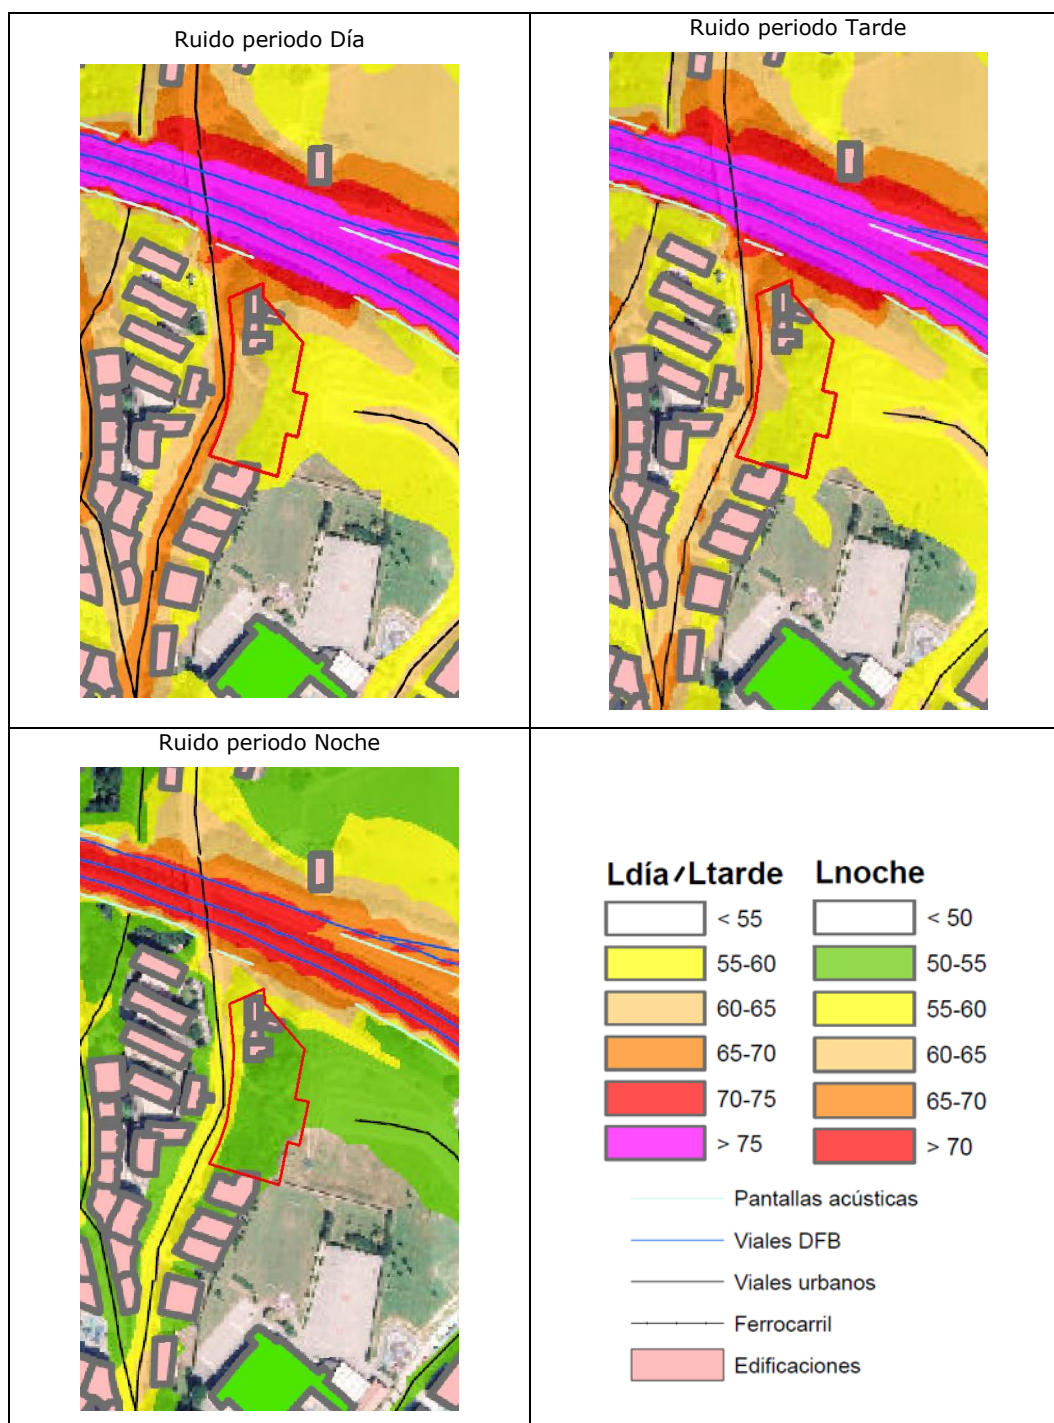 Ruido periodo Día
Ruido periodo Tarde
Ruido periodo Noche
Ldía/Ltarde
< 55
55-60
60-65
65-70
70-75
> 75
Lnoche
< 50
50-55
55-60
60-65
65-70
> 70
Pantallas acústicas
Viales DFB
Viales urbanos
Ferrocarril
Edificaciones